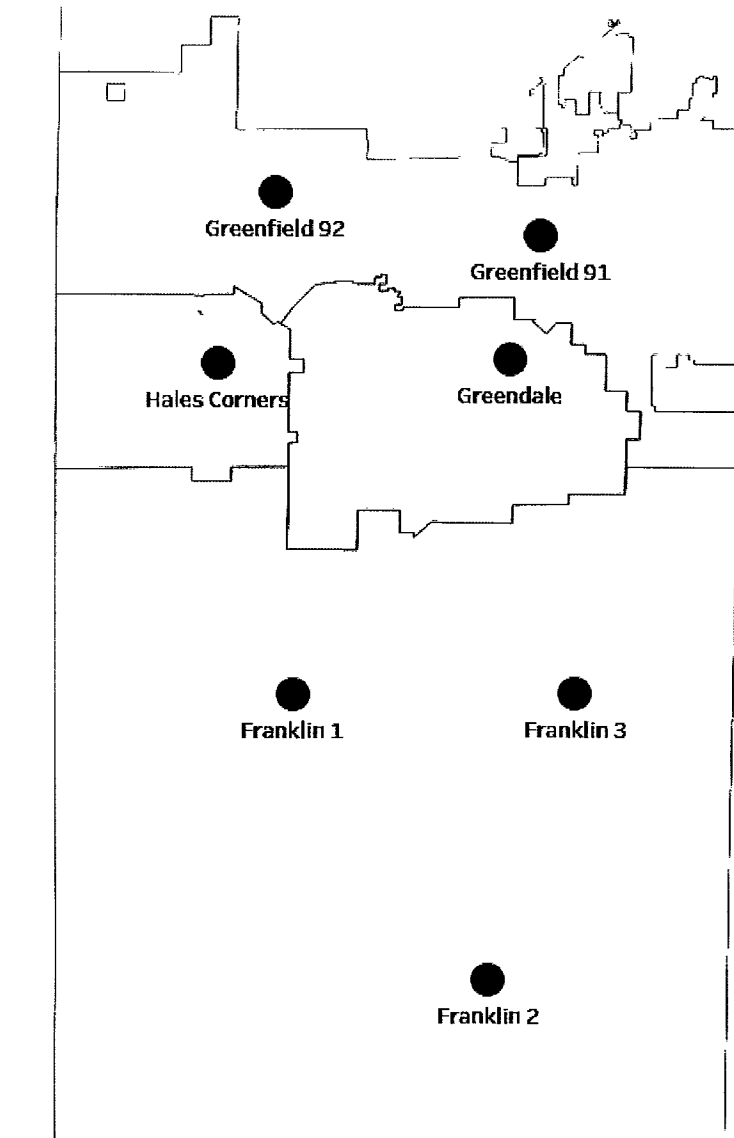 Greenfield 92
Greenfield 91
Hales Corners
Greendale
Franklin 1
Franklin 3
Franklin 2